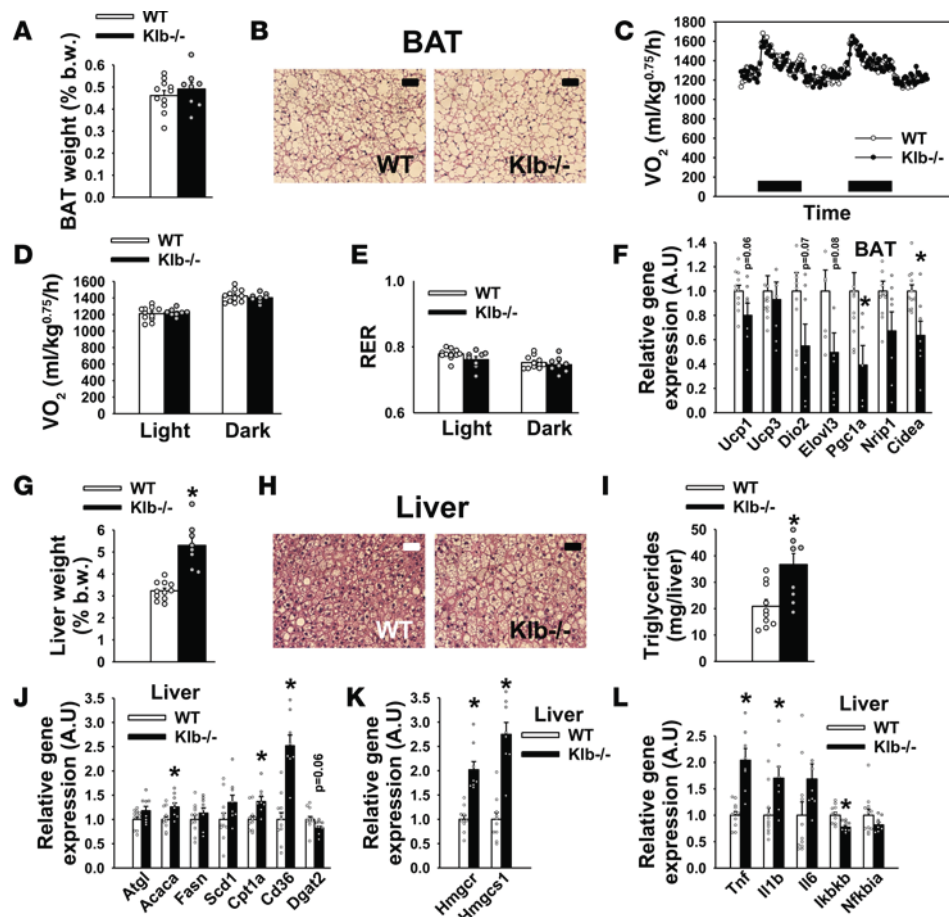 A
WT
Klb-/-
BAT weight (% b.w.)
0.6
0.5
0.4
0.3
0.2
0.1
0.0
B
BAT
WT
Klb-/-
C
VO2 (ml/kg0.75/h)
1800
1600
1400
1200
1000
800
600
400
200
0
WT
Klb-/-
Time
D
WT
Klb-/-
VO2 (ml/kg0.75/h)
1800
1600
1400
1200
1000
800
600
400
200
0
Light
Dark
E
RER
1.0
0.8
0.6
WT
Klb-/-
Light
Dark
F
WT
Klb-/-
BAT
Relative gene
expression (A.U)
1.4
1.2
1.0
0.8
0.6
0.4
0.2
0.0
p=0.06
p=0.07
p=0.08
*
*
Ucp1
Ucp3
Dio2
Elovl3
Pgc1a
Nrip1
Cidea
G
WT
Klb-/-
Liver weight
(% b.w.)
6
5
4
3
2
1
0
*
H
Liver
WT
Klb-/-
I
WT
Klb-/-
Triglycerides
(mg/liver)
50
40
30
20
10
0
*
J
Liver
WT
Klb-/-
Relative gene
expression (A.U)
3.5
3.0
2.5
2.0
1.5
1.0
0.5
0.0
*
*
*
p=0.06
Atgl
Acaca
Fasn
Scd1
Cpt1a
Cd36
Dgat2
K
Liver
WT
Klb-/-
Relative gene
expression (A.U)
3.5
3.0
2.5
2.0
1.5
1.0
0.5
0.0
*
*
Hmgcr
Hmgcs1
L
Liver
WT
Klb-/-
Relative gene
expression (A.U)
3.0
2.5
2.0
1.5
1.0
0.5
0.0
*
*
*
Tnf
Il1b
Il6
Ikbkb
Nfkbia